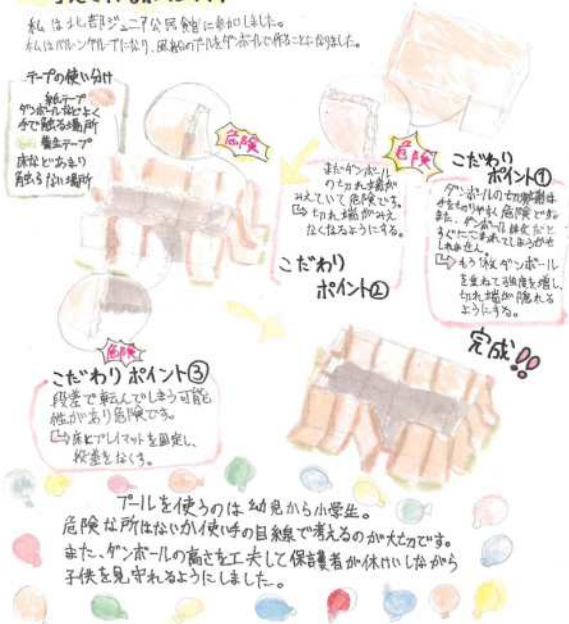 私は北部ジュニア公民館に参加しました。
私はバルーングループになり、風船のプールをダンボールで作ることになりました。
テープの使い分け
紙テープ
ダンボールなどよく
手で触る場所
養生テープ
床などあまり
触らない場所
危険
危険
まだダンボール
の切れ端が
みえていて危険です。
切れ端がみえ
なくなるようにする。
こだわり
ポイント②
こだわり
ポイント①
ダンボールの切れ端は
手を切りやすく危険です。
また、ダンボール1枚だと
すぐにこわれてしまうかも
しれません。
もう1枚ダンボール
を重ねて強度を増し、
切れ端が隠れる
ようにする。
完成!!
危険
こだわりポイント③
段差で転んでしまう可能
性があり危険です。
床とプレイマットを固定し、
段差をなくす。
プールを使うのは幼児から小学生。
危険な所はないか使い手の目線で考えるのが大切です。
また、ダンボールの高さを工夫して保護者が休けいしながら
子供を見守れるようにしました。